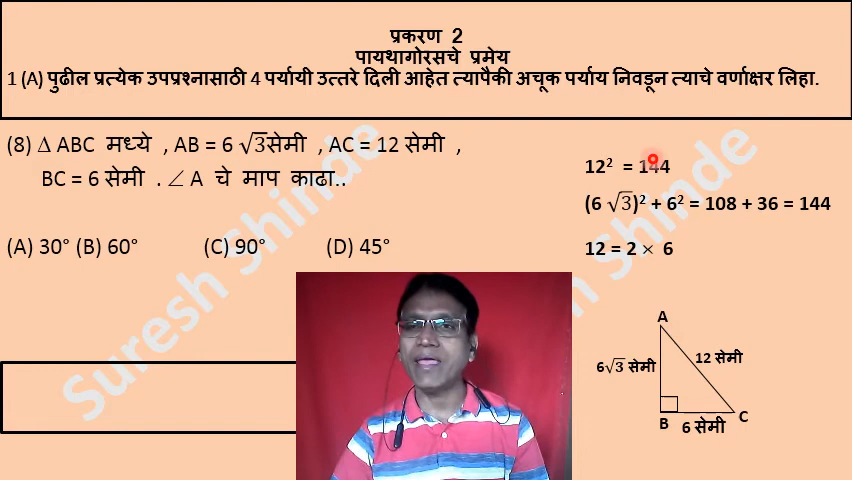 प्रकरण 2
पायथागोरसचे प्रमेय
1 (A) पुढील प्रत्येक उपप्रश्नासाठी 4 पर्यायी उत्तरे दिली आहेत त्यापैकी अचूक पर्याय निवडून त्याचे वर्णाक्षर लिहा.
(8) ∆ ABC मध्ये , AB = 6 √3सेमी , AC = 12 सेमी ,
BC = 6 सेमी . ∠ A चे माप काढा..
(A) 30° (B) 60° (C) 90° (D) 45°
12² = 144
(6 √3)² + 6² = 108 + 36 = 144
12 = 2 × 6
A
6√3 सेमी 12 सेमी
B 6 सेमी C
Suresh Shinde
Shinde